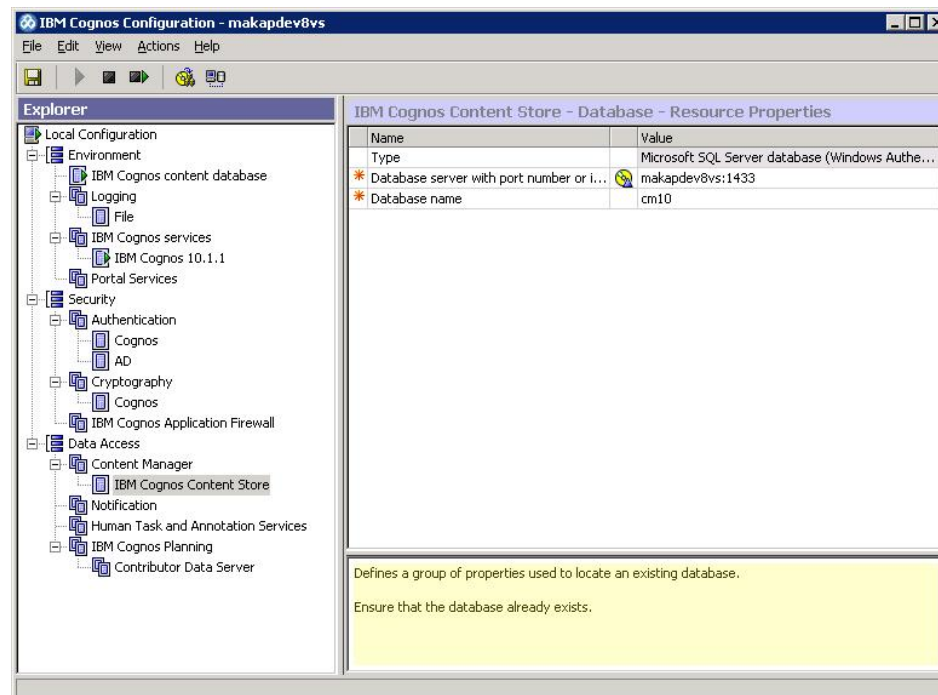 IBM Cognos Configuration - makapdev8vs
File Edit View Actions Help
Explorer
Local Configuration
Environment
IBM Cognos content database
Logging
File
IBM Cognos services
IBM Cognos 10.1.1
Portal Services
Security
Authentication
Cognos
AD
Cryptography
Cognos
IBM Cognos Application Firewall
Data Access
Content Manager
IBM Cognos Content Store
Notification
Human Task and Annotation Services
IBM Cognos Planning
Contributor Data Server
IBM Cognos Content Store - Database - Resource Properties
Name Value
Type Microsoft SQL Server database (Windows Authe...
* Database server with port number or i... makapdev8vs:1433
* Database name cm10
Defines a group of properties used to locate an existing database.
Ensure that the database already exists.